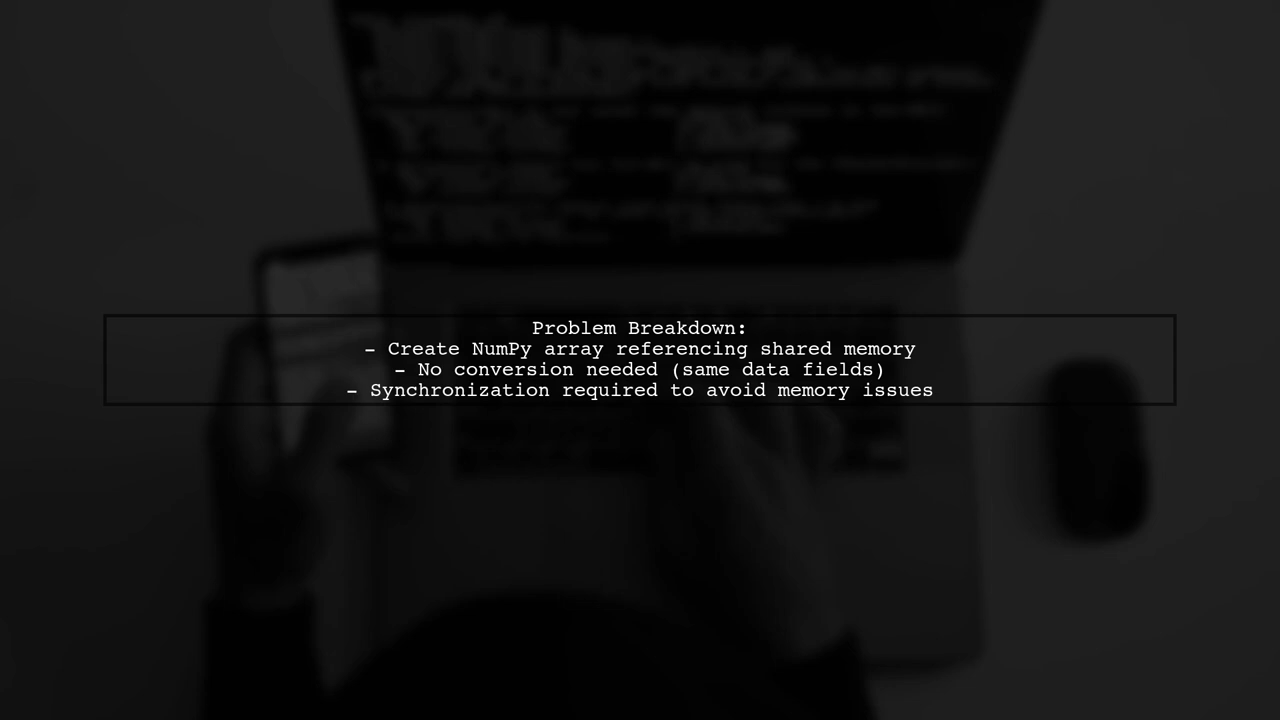 Problem Breakdown:
– Create NumPy array referencing shared memory
– No conversion needed (same data fields)
– Synchronization required to avoid memory issues